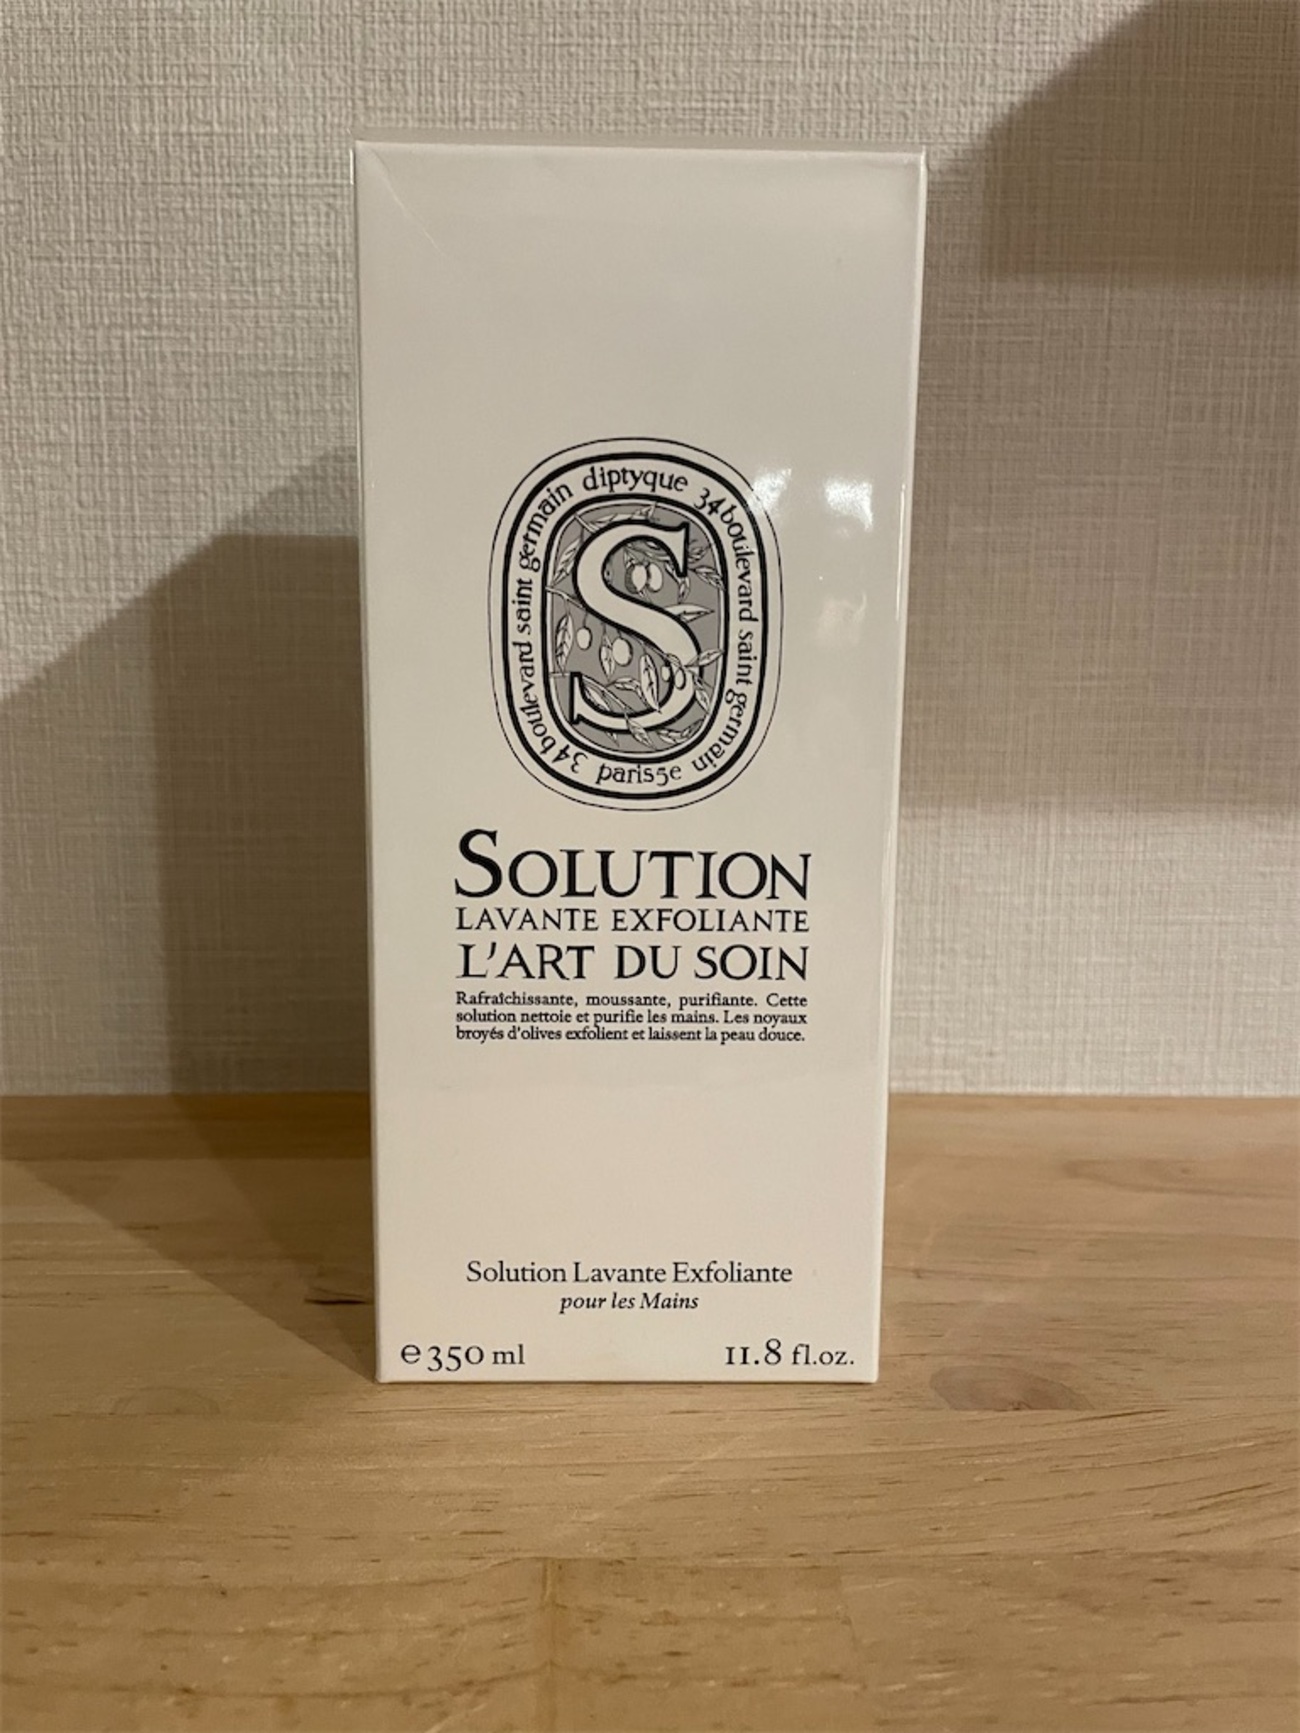 diptyque 34 boulevard saint germain paris5e 34 boulevard saint germain
S
SOLUTION
LAVANTE EXFOLIANTE
L'ART DU SOIN
Rafraîchissante, moussante, purifiante. Cette
solution nettoie et purifie les mains. Les noyaux
broyés d'olives exfolient et laissent la peau douce.
Solution Lavante Exfoliante
pour les Mains
e 350 ml 11.8 fl.oz.